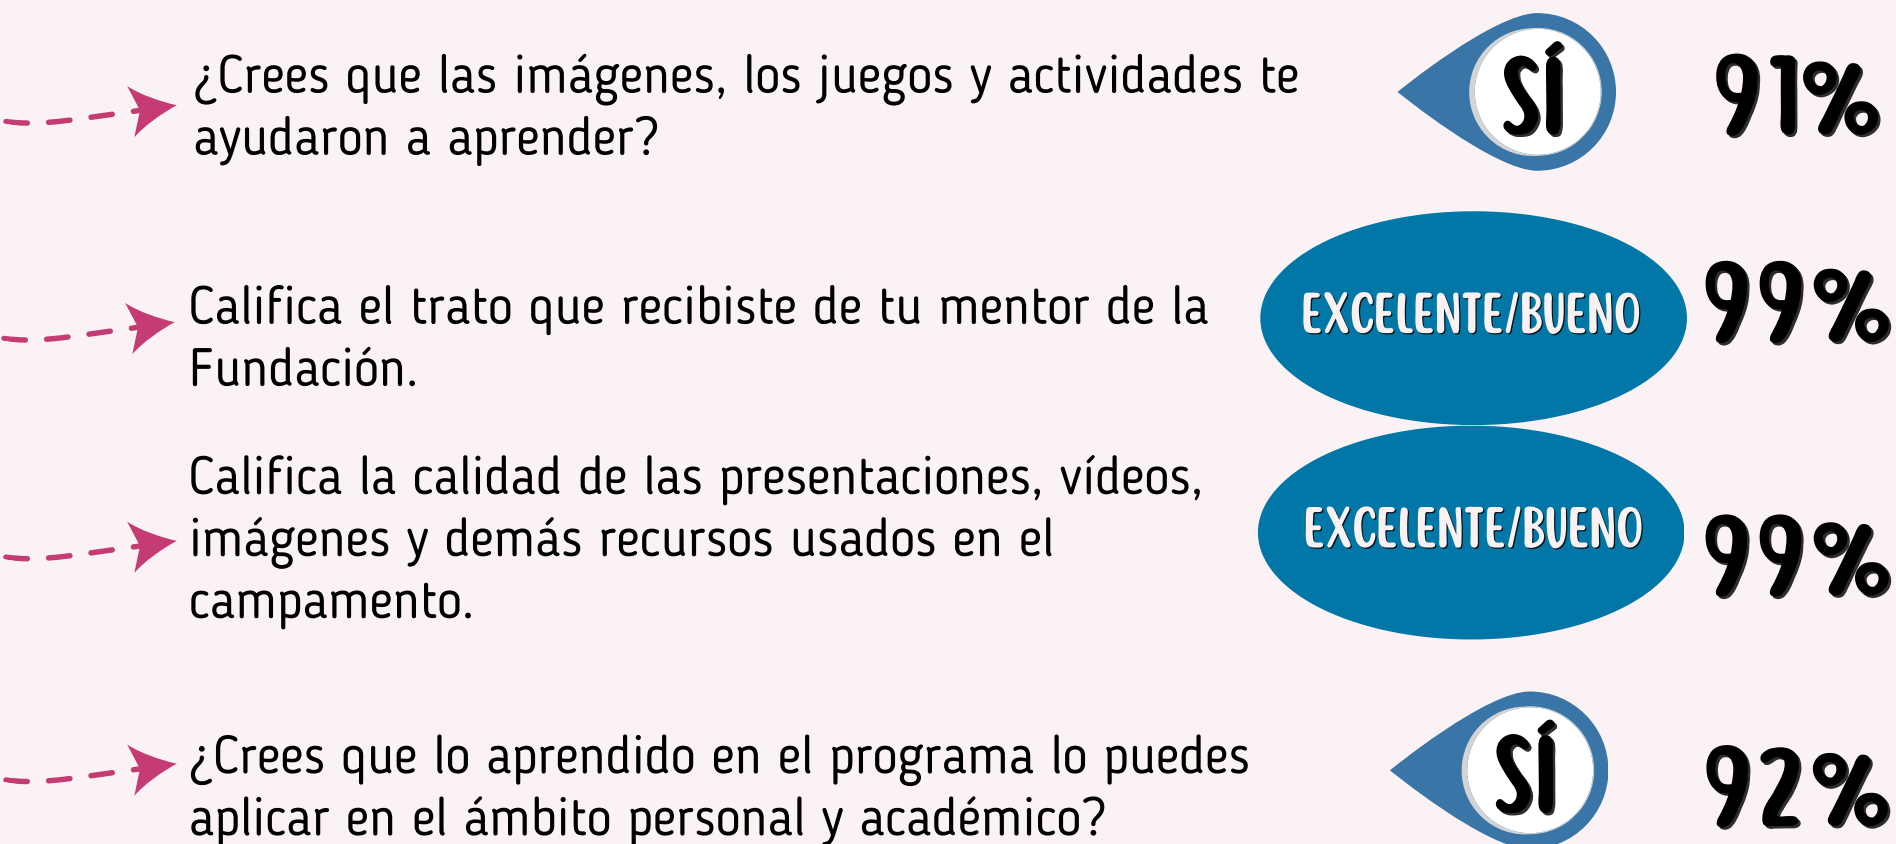 ¿Crees que las imágenes, los juegos y actividades te
ayudaron a aprender?
SÍ
91%
Califica el trato que recibiste de tu mentor de la
Fundación.
EXCELENTE/BUENO
99%
Califica la calidad de las presentaciones, vídeos,
imágenes y demás recursos usados en el
campamento.
EXCELENTE/BUENO
99%
¿Crees que lo aprendido en el programa lo puedes
aplicar en el ámbito personal y académico?
SÍ
92%